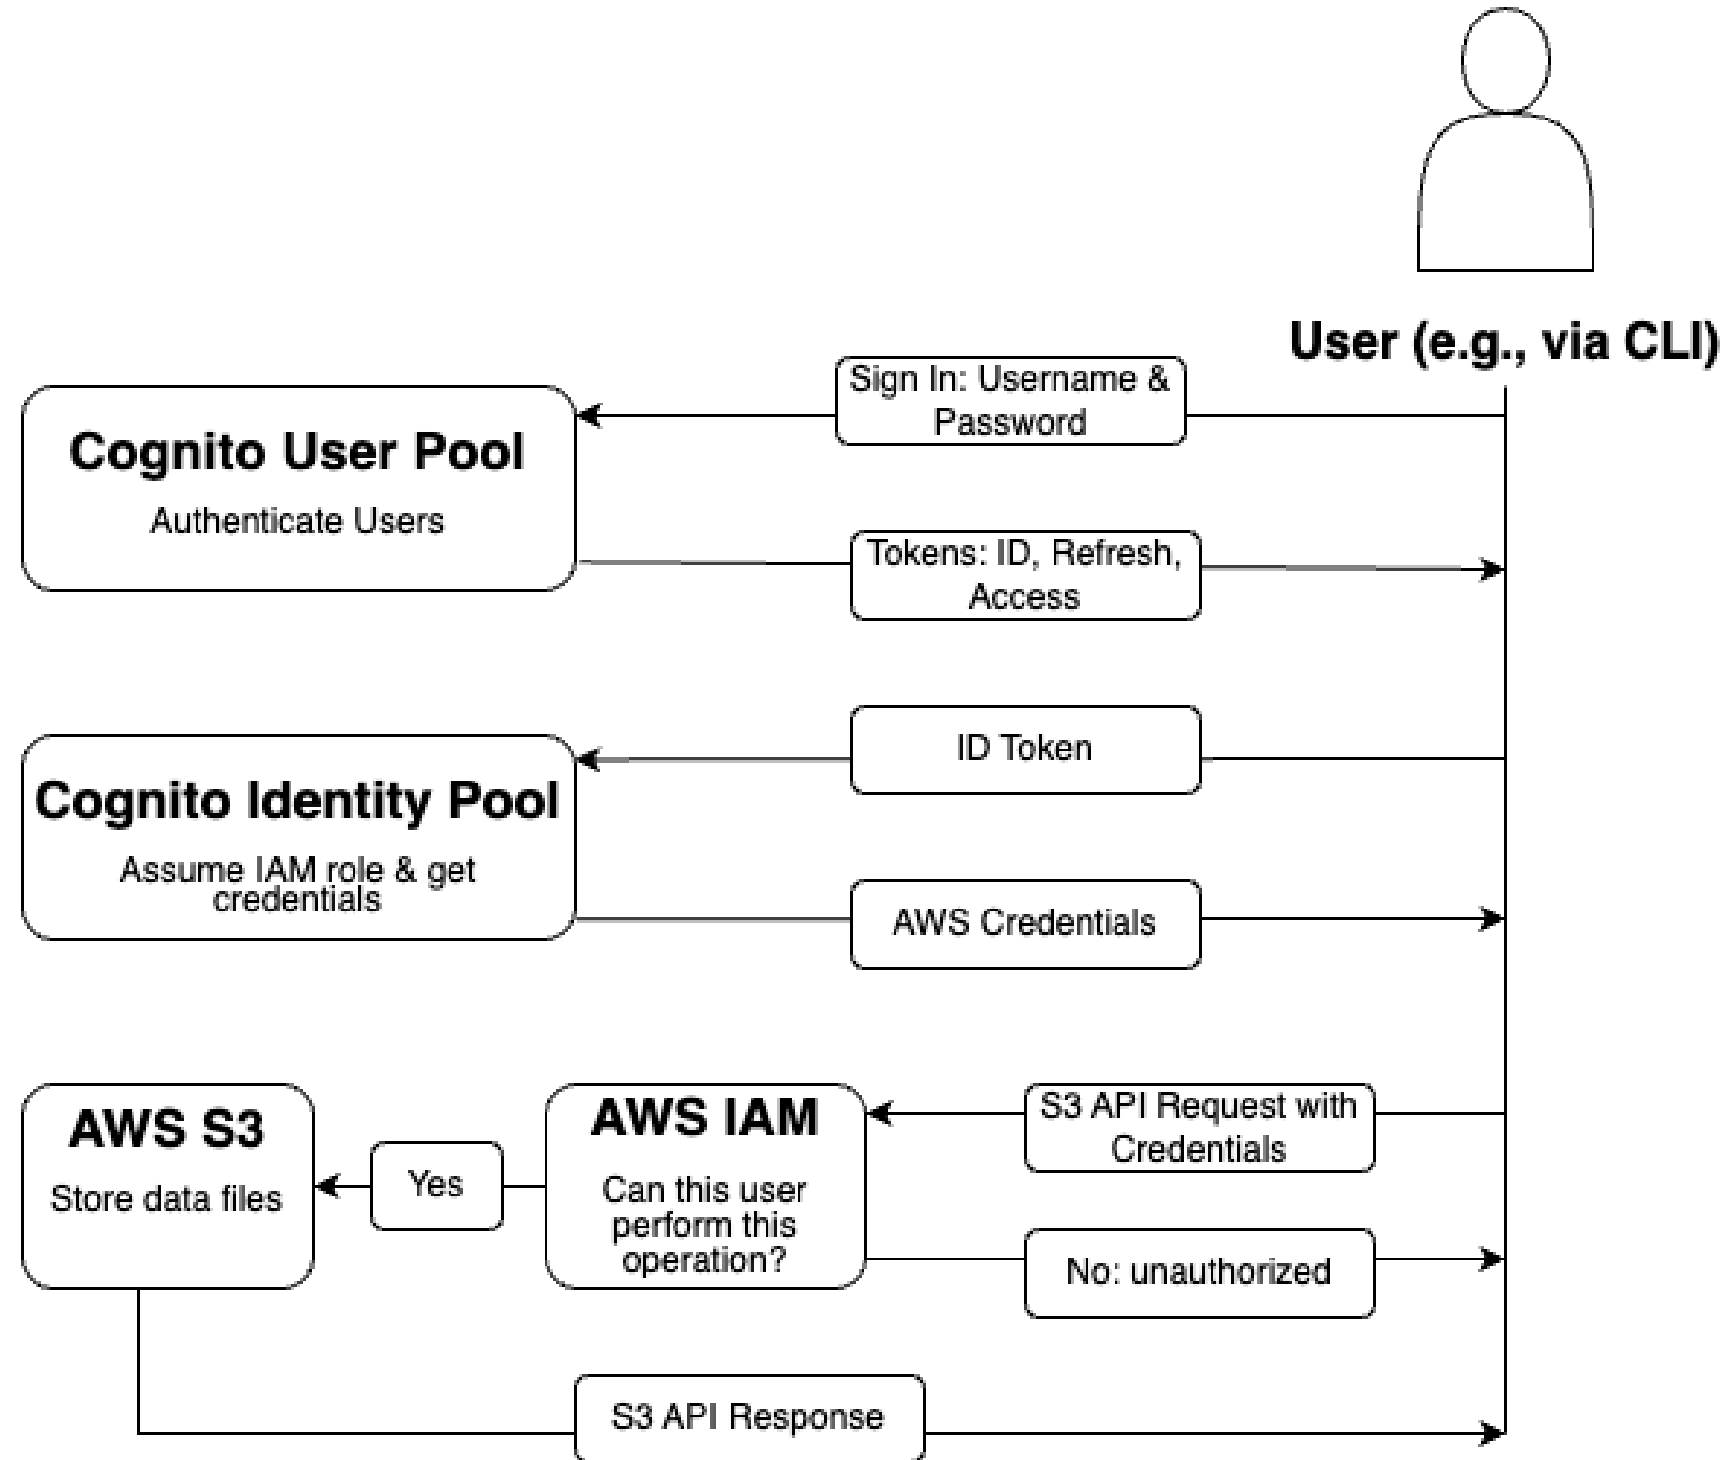 User (e.g., via CLI)
Sign In: Username &
Password
Cognito User Pool
Authenticate Users
Tokens: ID, Refresh,
Access
ID Token
Cognito Identity Pool
Assume IAM role & get
credentials
AWS Credentials
S3 API Request with
Credentials
AWS IAM
Can this user
perform this
operation?
Yes
AWS S3
Store data files
No: unauthorized
S3 API Response